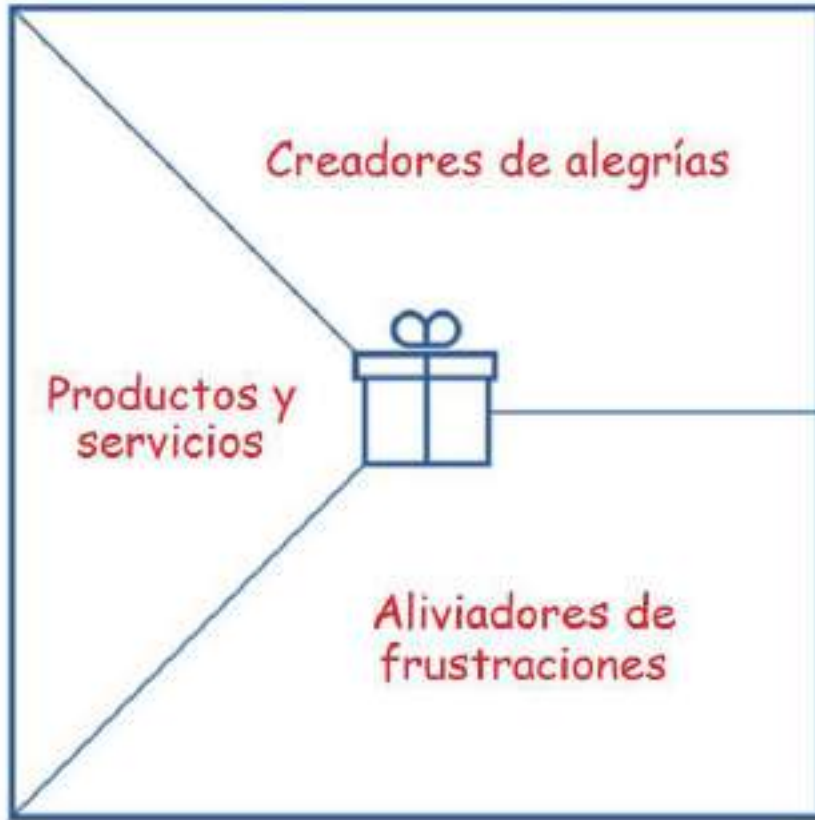 Creadores de alegrías
Productos y
servicios
Aliviadores de
frustraciones